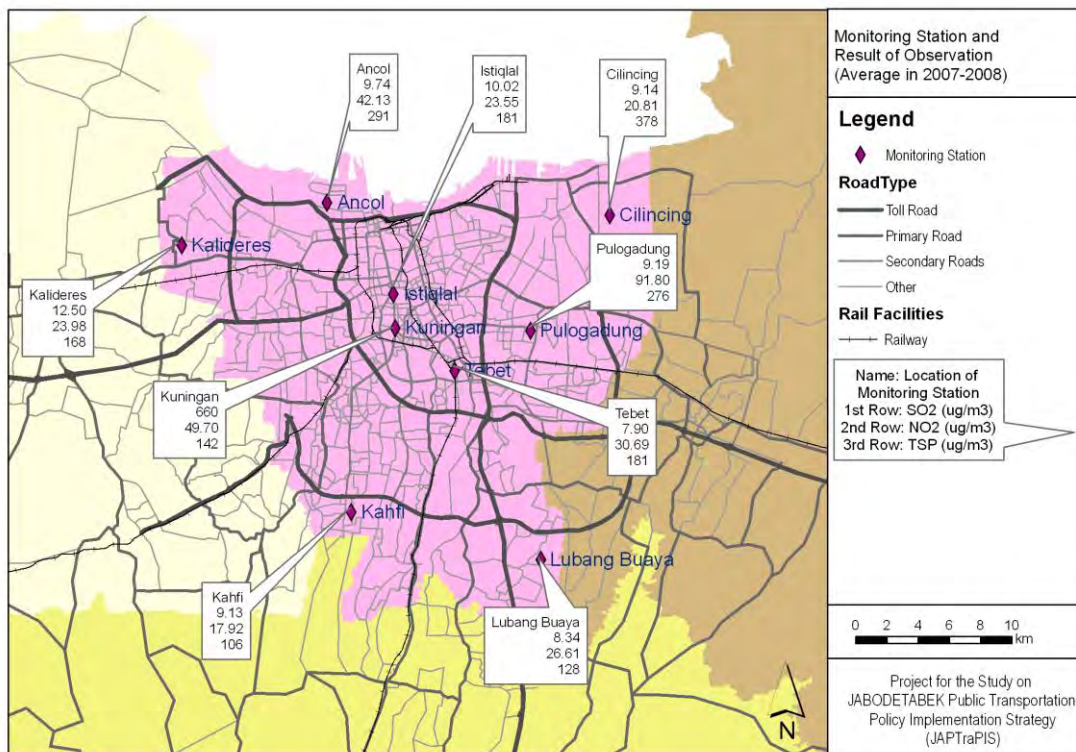 Ancol
9.74
42.13
291
Istiqlal
10.02
23.55
181
Cilincing
9.14
20.81
378
Ancol
Cilincing
Kalideres
Pulogadung
9.19
91.80
276
Kalideres
12.50
23.98
168
Istiqlal
Kuningan
Pulogadung
Tebet
Kuningan
660
49.70
142
Tebet
7.90
30.69
181
Kahfi
Lubang Buaya
Kahfi
9.13
17.92
106
Lubang Buaya
8.34
26.61
128
N
Monitoring Station and
Result of Observation
(Average in 2007-2008)
Legend
Monitoring Station
RoadType
Toll Road
Primary Road
Secondary Roads
Other
Rail Facilities
Railway
Name: Location of
Monitoring Station
1st Row: SO2 (ug/m3)
2nd Row: NO2 (ug/m3)
3rd Row: TSP (ug/m3)
0 2 4 6 8 10
km
Project for the Study on
JABODETABEK Public Transportation
Policy Implementation Strategy
(JAPTraPIS)